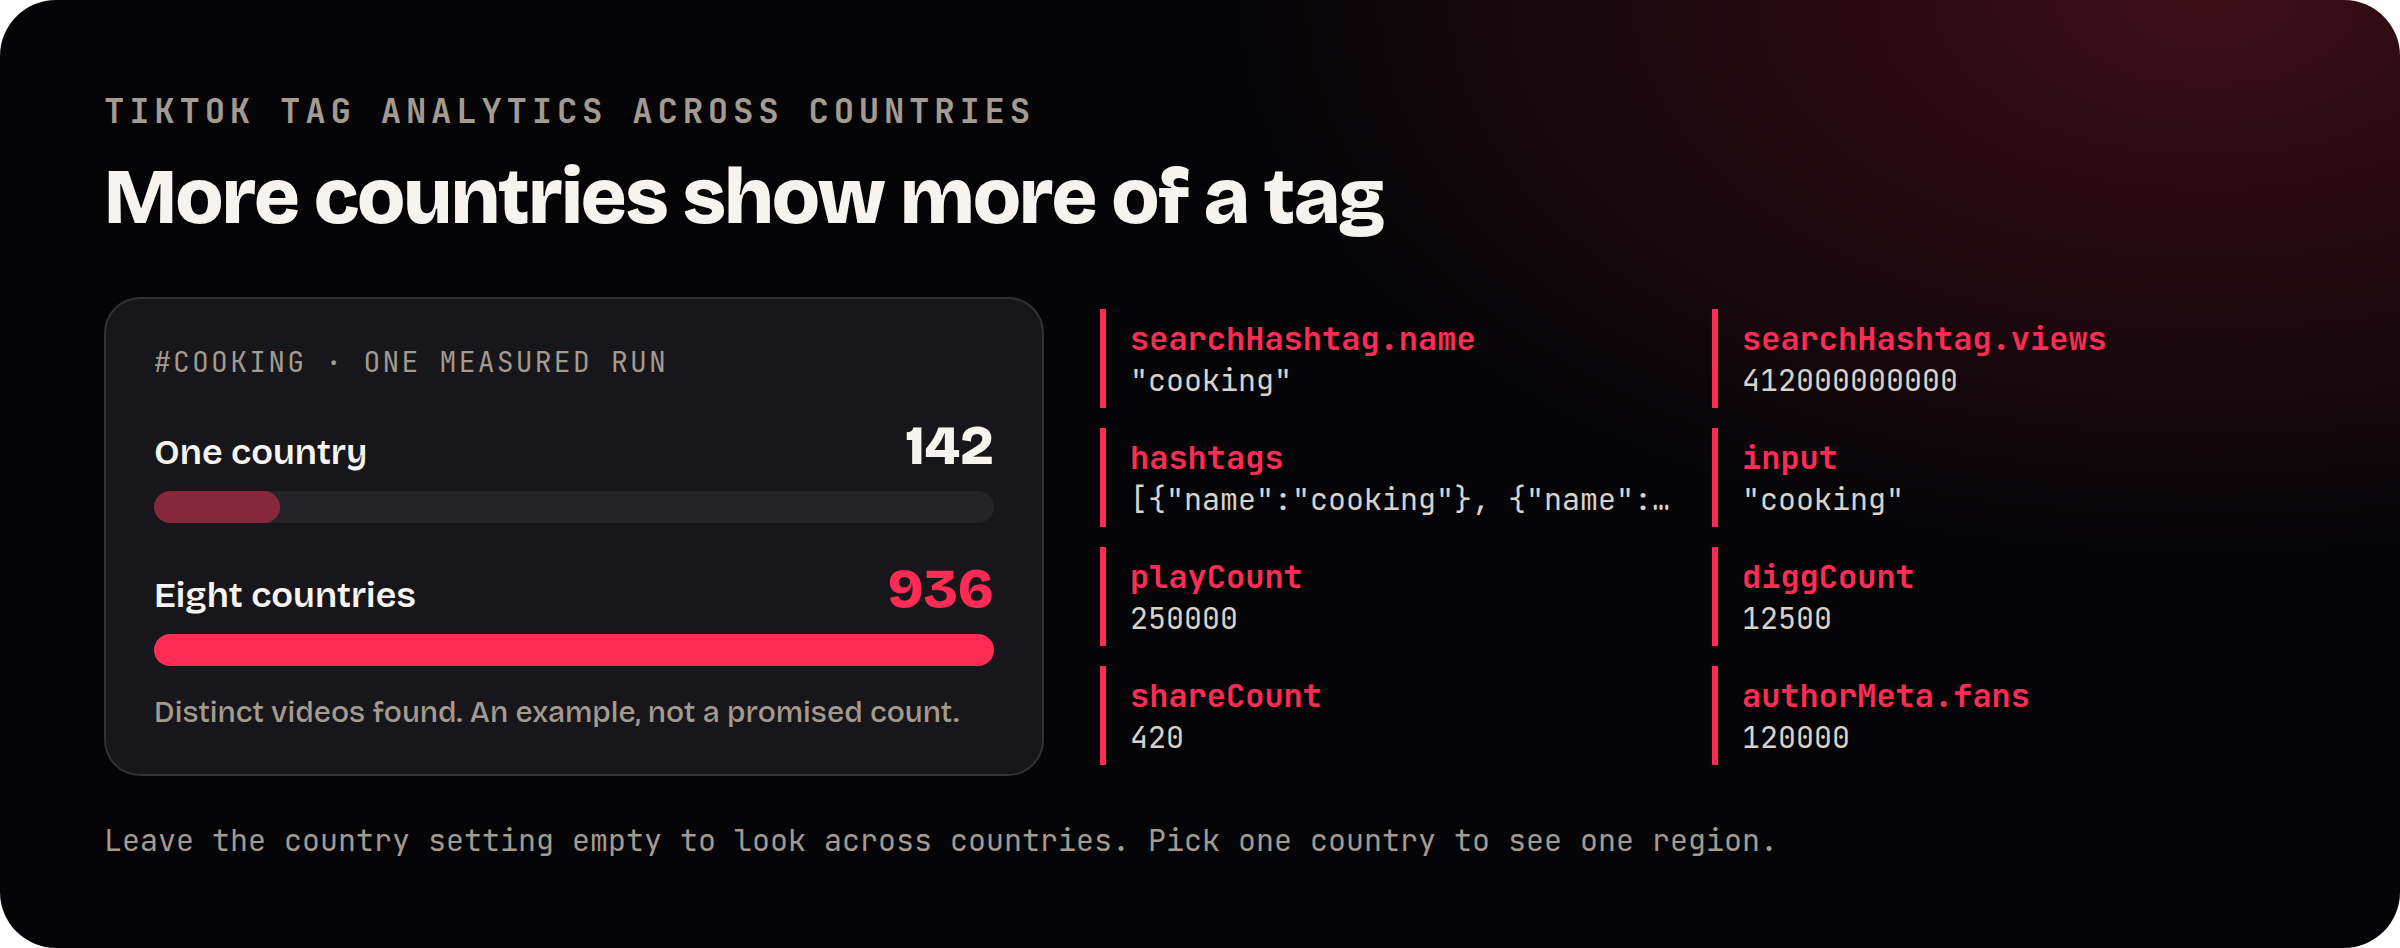 TIKTOK TAG ANALYTICS ACROSS COUNTRIES
More countries show more of a tag
#COOKING · ONE MEASURED RUN
One country
142
Eight countries
936
Distinct videos found. An example, not a promised count.
searchHashtag.name
"cooking"
searchHashtag.views
412000000000
hashtags
[{"name":"cooking"}, {"name":…
input
"cooking"
playCount
250000
diggCount
12500
shareCount
420
authorMeta.fans
120000
Leave the country setting empty to look across countries. Pick one country to see one region.